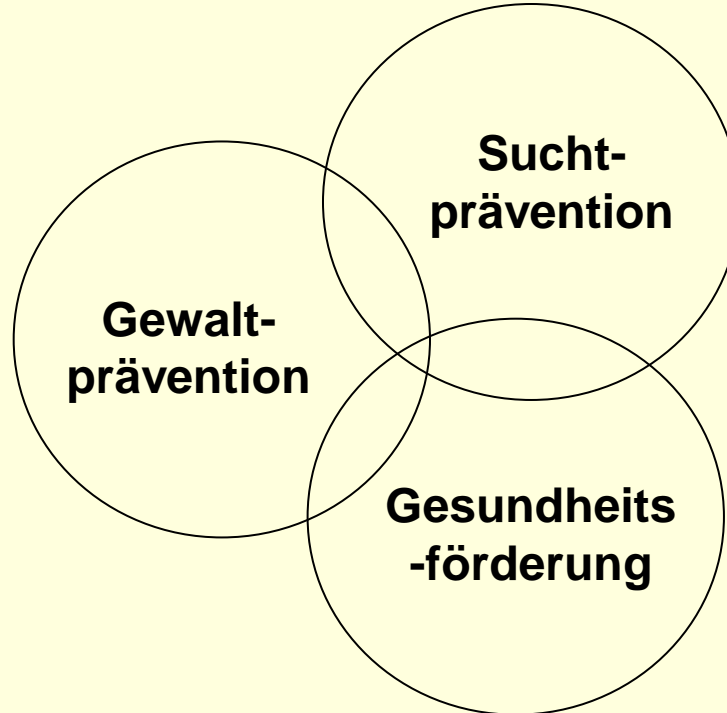 Sucht-
prävention
Gewalt-
prävention
Gesundheits
-förderung